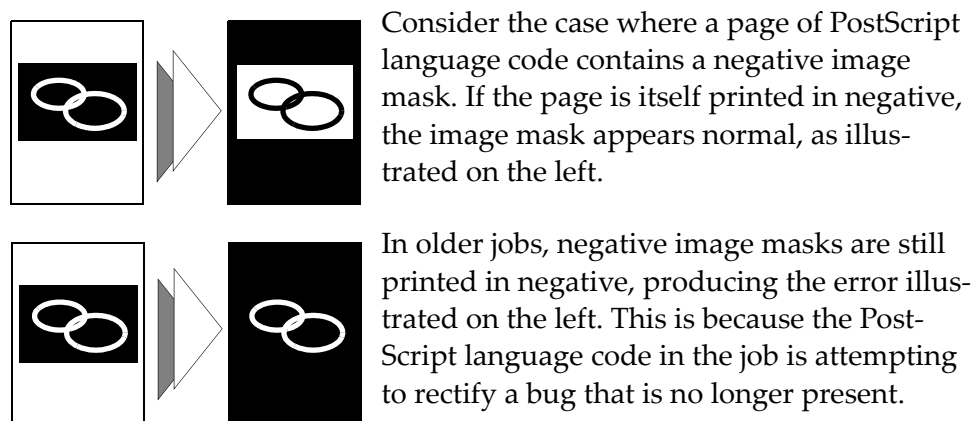 Consider the case where a page of PostScript
language code contains a negative image
mask. If the page is itself printed in negative,
the image mask appears normal, as illus-
trated on the left.
In older jobs, negative image masks are still
printed in negative, producing the error illus-
trated on the left. This is because the Post-
Script language code in the job is attempting
to rectify a bug that is no longer present.